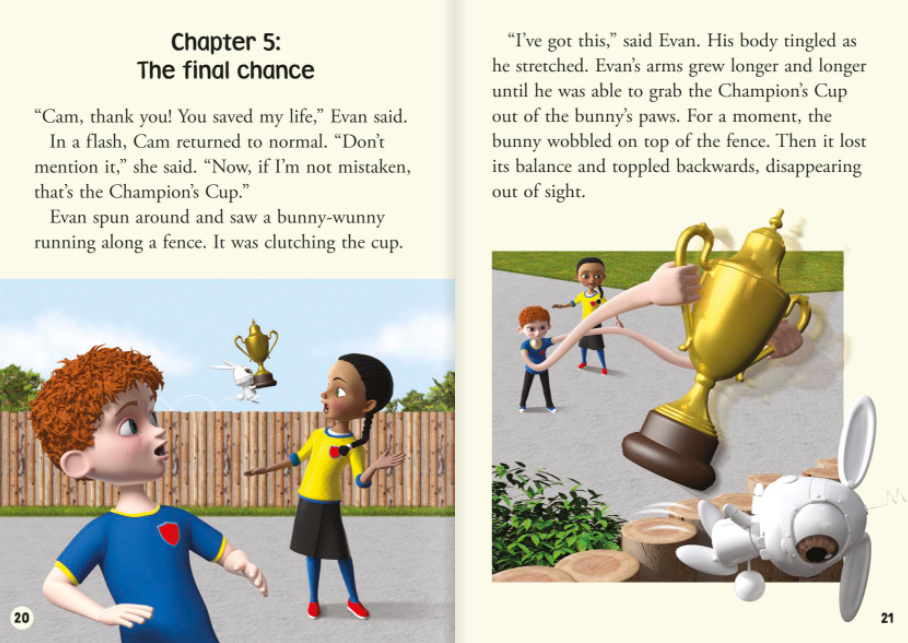 Chapter 5:
The final chance
“Cam, thank you! You saved my life,” Evan said.
In a flash, Cam returned to normal. “Don’t
mention it,” she said. “Now, if I’m not mistaken,
that’s the Champion’s Cup.”
Evan spun around and saw a bunny-wunny
running along a fence. It was clutching the cup.
20
“I’ve got this,” said Evan. His body tingled as
he stretched. Evan’s arms grew longer and longer
until he was able to grab the Champion’s Cup
out of the bunny’s paws. For a moment, the
bunny wobbled on top of the fence. Then it lost
its balance and toppled backwards, disappearing
out of sight.
21